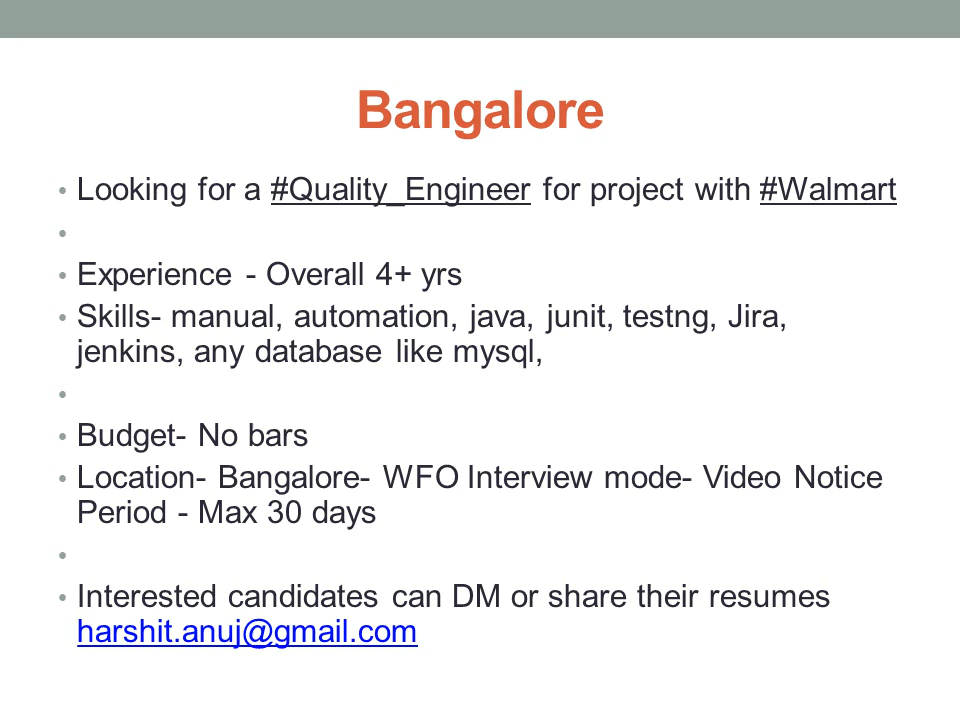 Bangalore
• Looking for a #Quality_Engineer for project with #Walmart
•
• Experience - Overall 4+ yrs
• Skills- manual, automation, java, junit, testng, Jira,
jenkins, any database like mysql,
•
• Budget- No bars
• Location- Bangalore- WFO Interview mode- Video Notice
Period - Max 30 days
•
• Interested candidates can DM or share their resumes
harshit.anuj@gmail.com